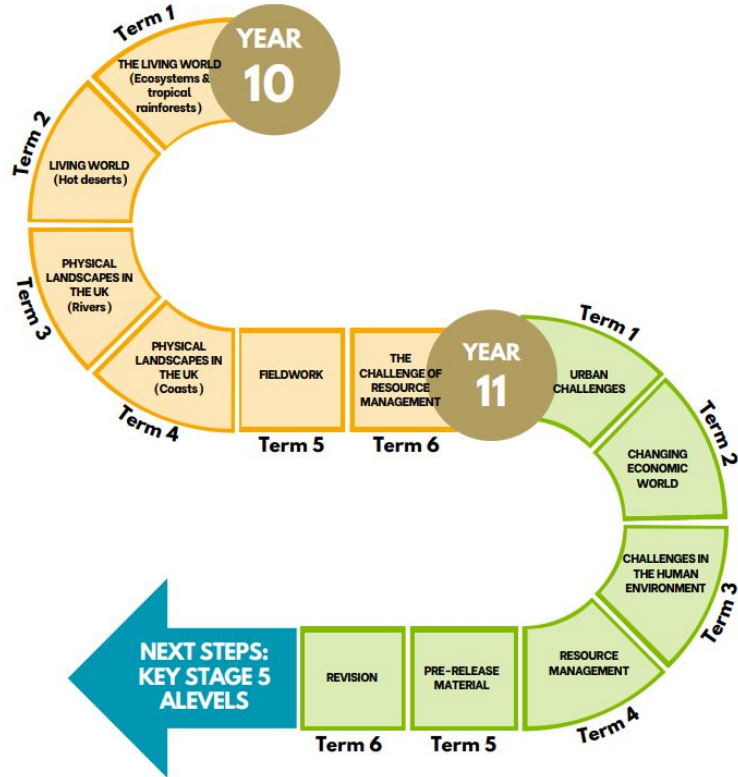 YEAR
10
Term 1
THE LIVING WORLD
(Ecosystems &
tropical
rainforests)
Term 2
LIVING WORLD
(Hot deserts)
Term 3
PHYSICAL
LANDSCAPES IN
THE UK
(Rivers)
Term 4
PHYSICAL
LANDSCAPES IN
THE UK
(Coasts)
FIELDWORK
Term 5
THE
CHALLENGE OF
RESOURCE
MANAGEMENT
Term 6
YEAR
11
Term 1
URBAN
CHALLENGES
Term 2
CHANGING
ECONOMIC
WORLD
Term 3
CHALLENGES IN
THE HUMAN
ENVIRONMENT
Term 4
RESOURCE
MANAGEMENT
PRE-RELEASE
MATERIAL
Term 5
REVISION
Term 6
NEXT STEPS:
KEY STAGE 5
ALEVELS